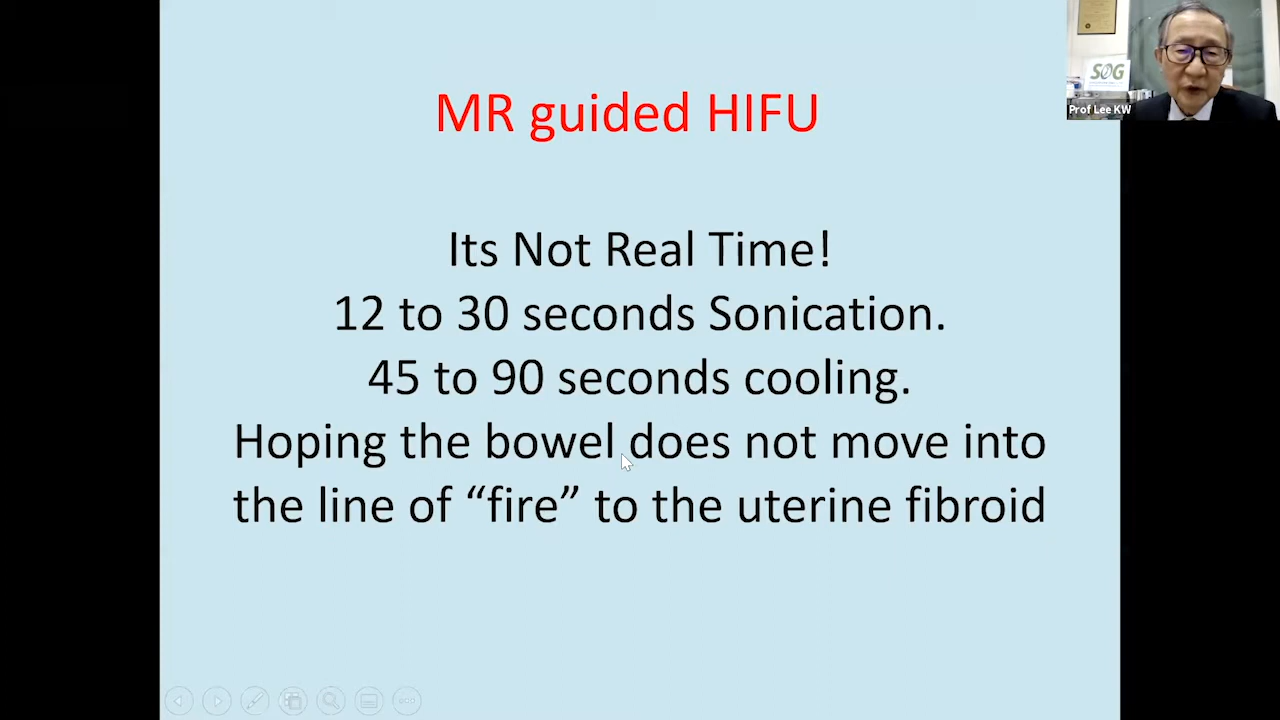 MR guided HIFU
Its Not Real Time!
12 to 30 seconds Sonication.
45 to 90 seconds cooling.
Hoping the bowel does not move into
the line of “fire” to the uterine fibroid
SOG
Prof Lee KW